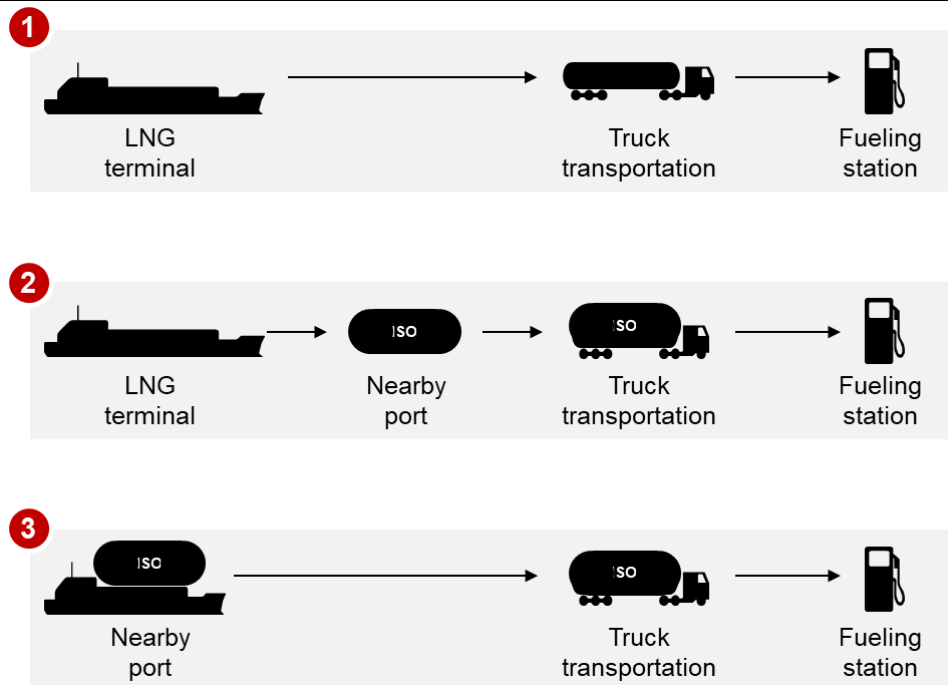 1
LNG
terminal
Truck
transportation
Fueling
station
2
ISO
ISO
LNG
terminal
Nearby
port
Truck
transportation
Fueling
station
3
ISO
ISO
Nearby
port
Truck
transportation
Fueling
station